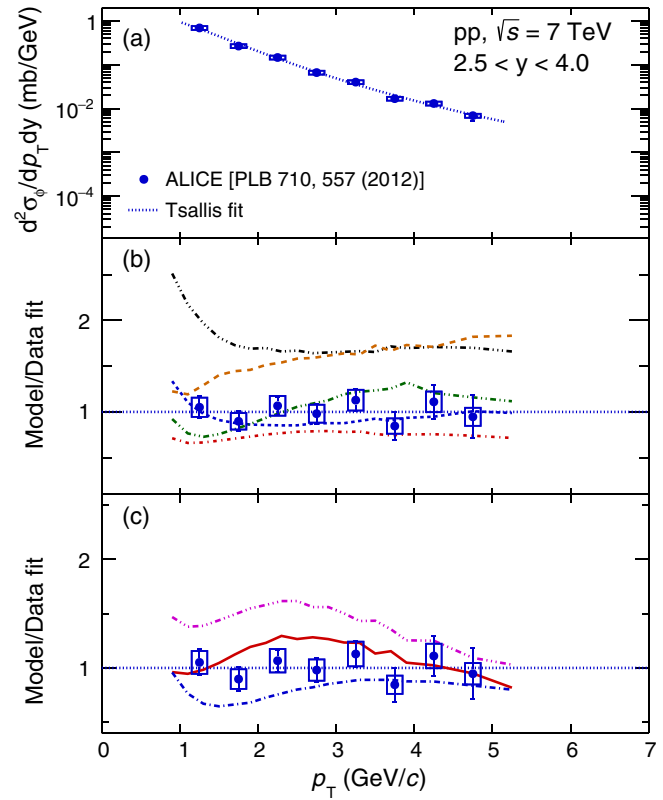 (a)
pp, √s = 7 TeV
2.5 < y < 4.0
1
10⁻²
10⁻⁴
d²σ_ϕ/dp_T dy (mb/GeV)
ALICE [PLB 710, 557 (2012)]
Tsallis fit
(b)
2
1
Model/Data fit
(c)
2
1
Model/Data fit
0 1 2 3 4 5 6 7
p_T (GeV/c)